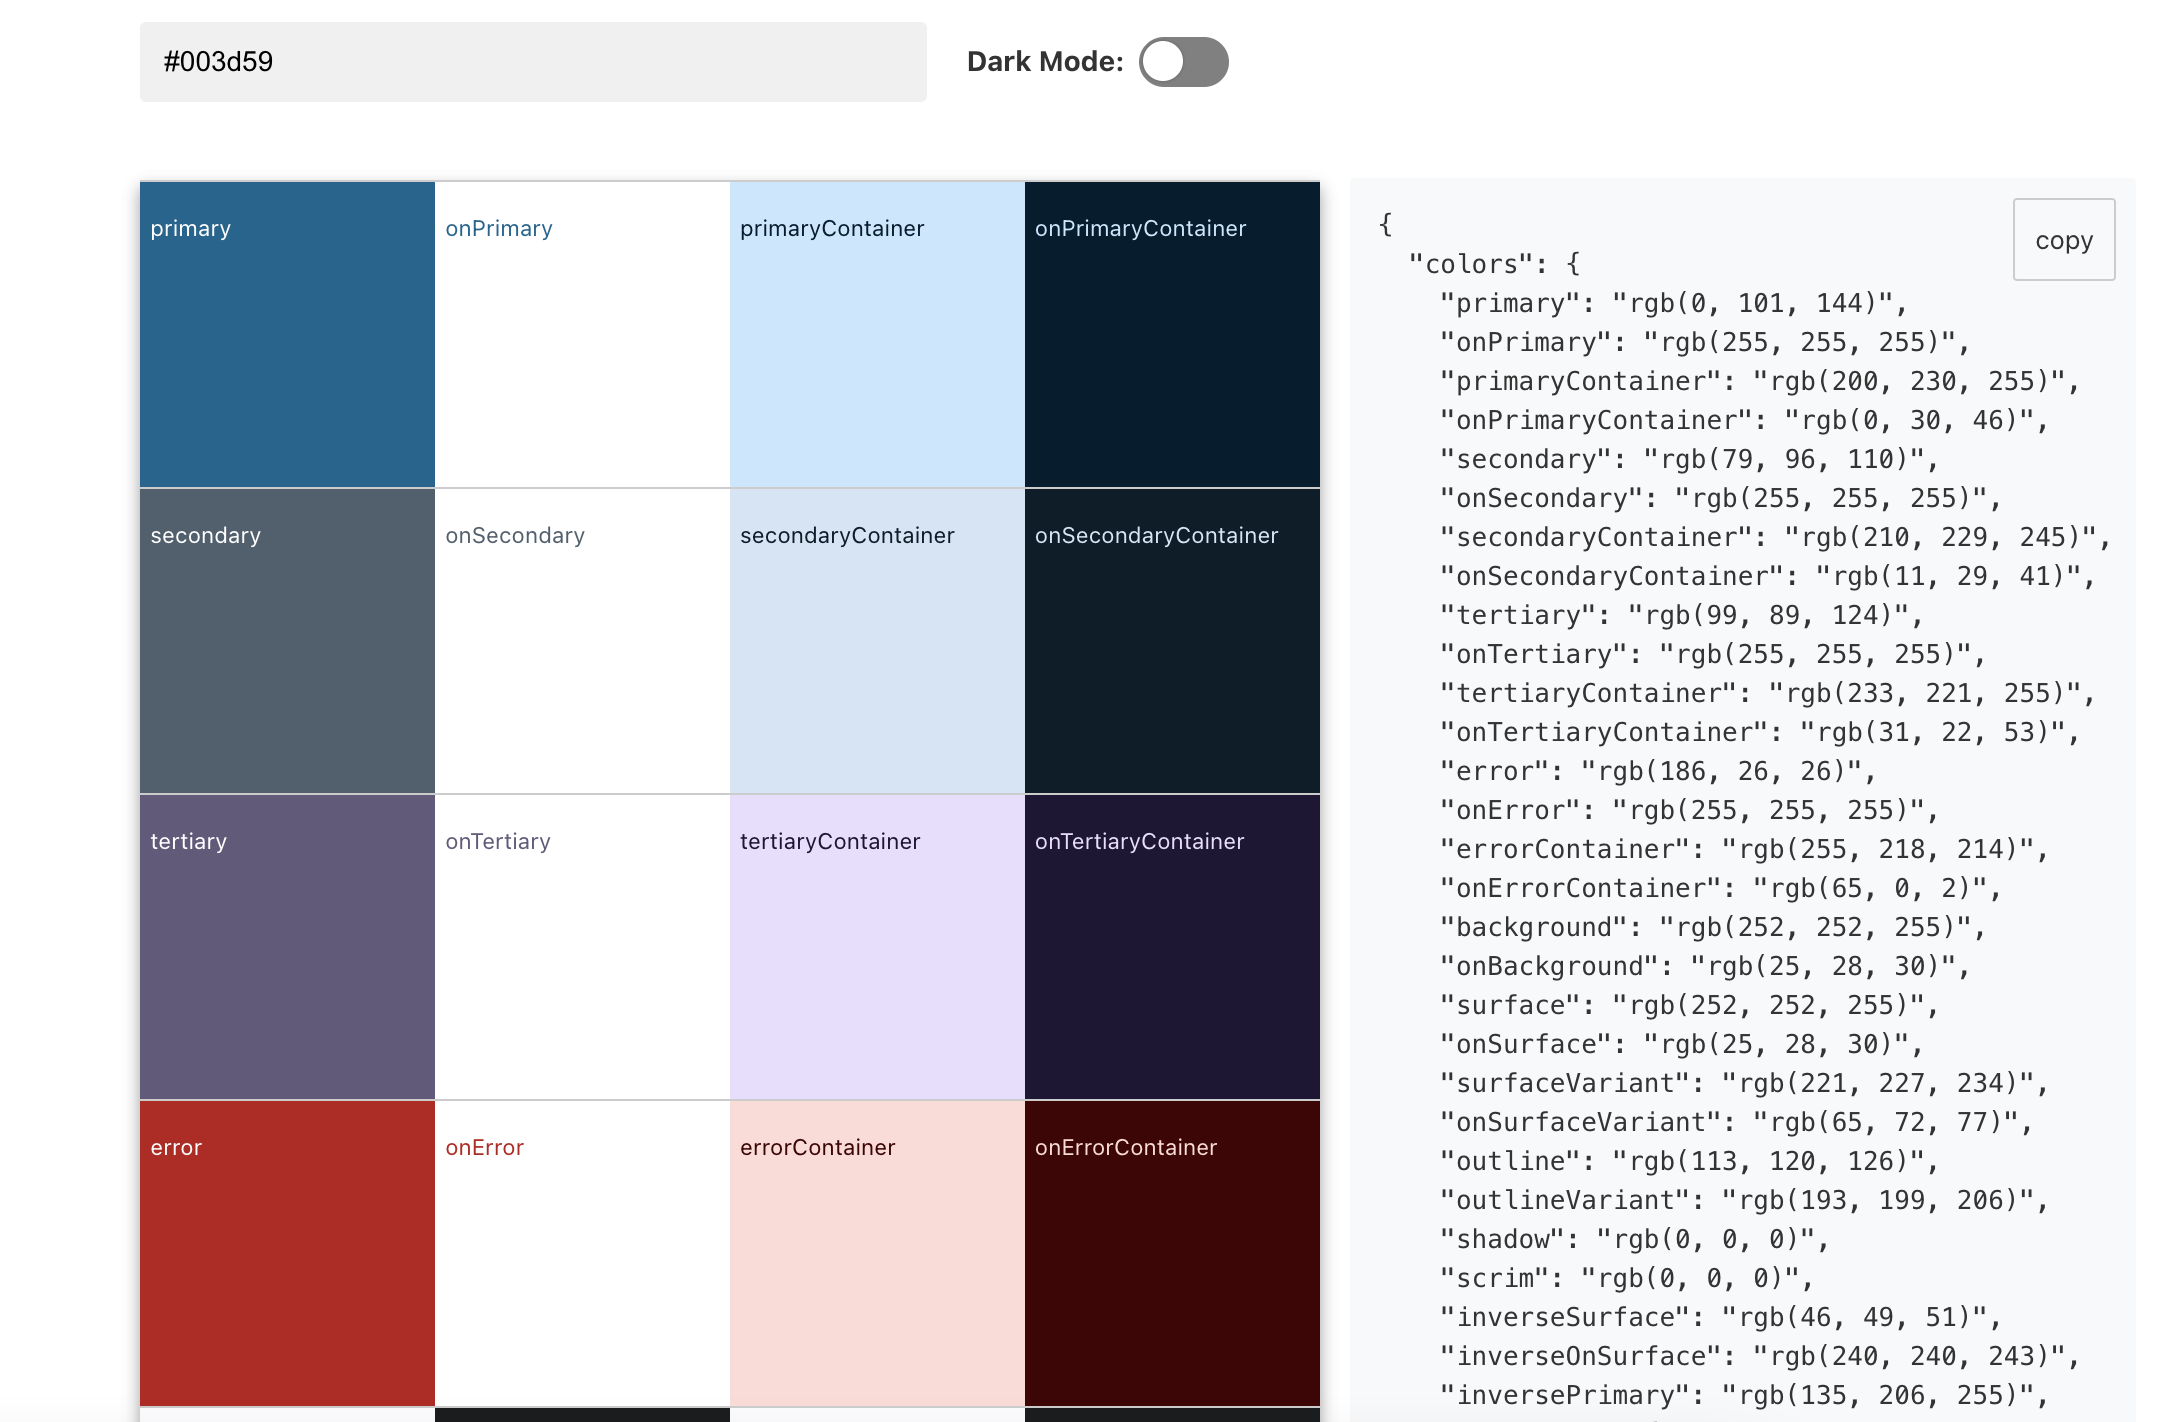 #003d59
Dark Mode:
primary
onPrimary
primaryContainer
onPrimaryContainer
secondary
onSecondary
secondaryContainer
onSecondaryContainer
tertiary
onTertiary
tertiaryContainer
onTertiaryContainer
error
onError
errorContainer
onErrorContainer
copy
{
"colors": {
"primary": "rgb(0, 101, 144)",
"onPrimary": "rgb(255, 255, 255)",
"primaryContainer": "rgb(200, 230, 255)",
"onPrimaryContainer": "rgb(0, 30, 46)",
"secondary": "rgb(79, 96, 110)",
"onSecondary": "rgb(255, 255, 255)",
"secondaryContainer": "rgb(210, 229, 245)",
"onSecondaryContainer": "rgb(11, 29, 41)",
"tertiary": "rgb(99, 89, 124)",
"onTertiary": "rgb(255, 255, 255)",
"tertiaryContainer": "rgb(233, 221, 255)",
"onTertiaryContainer": "rgb(31, 22, 53)",
"error": "rgb(186, 26, 26)",
"onError": "rgb(255, 255, 255)",
"errorContainer": "rgb(255, 218, 214)",
"onErrorContainer": "rgb(65, 0, 2)",
"background": "rgb(252, 252, 255)",
"onBackground": "rgb(25, 28, 30)",
"surface": "rgb(252, 252, 255)",
"onSurface": "rgb(25, 28, 30)",
"surfaceVariant": "rgb(221, 227, 234)",
"onSurfaceVariant": "rgb(65, 72, 77)",
"outline": "rgb(113, 120, 126)",
"outlineVariant": "rgb(193, 199, 206)",
"shadow": "rgb(0, 0, 0)",
"scrim": "rgb(0, 0, 0)",
"inverseSurface": "rgb(46, 49, 51)",
"inverseOnSurface": "rgb(240, 240, 243)",
"inversePrimary": "rgb(135, 206, 255)",